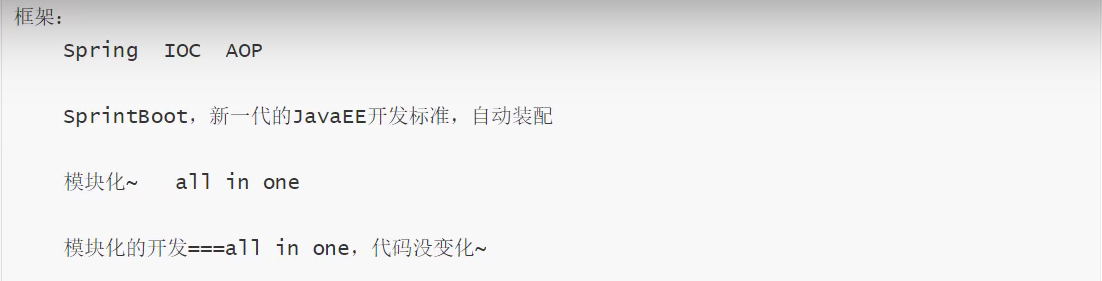 框架：
Spring IOC AOP
SprintBoot，新一代的JavaEE开发标准，自动装配
模块化~ all in one
模块化的开发===all in one，代码没变化~